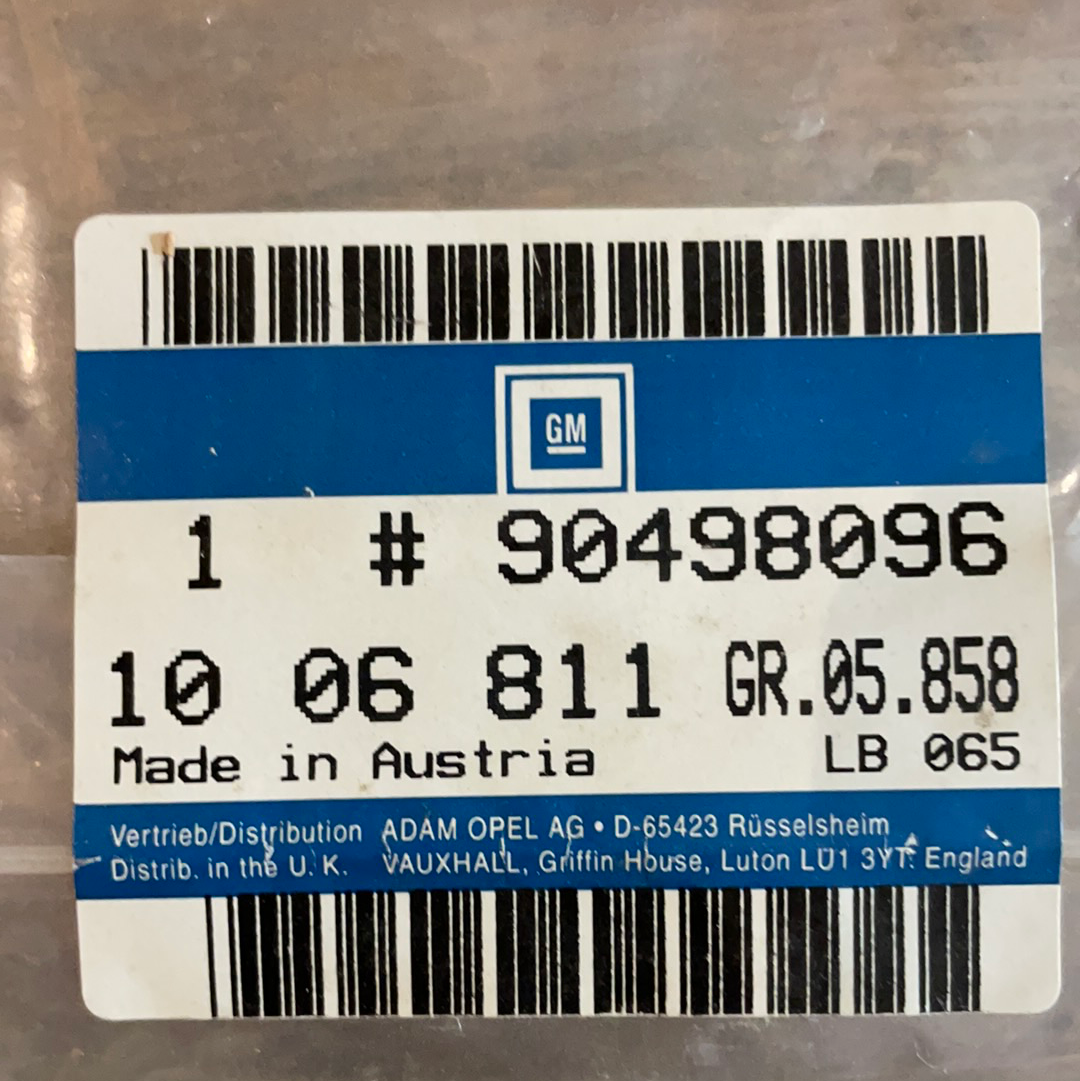 GM
1 # 90498096
10 06 811 GR.05.858
Made in Austria LB 065
Vertrieb/Distribution ADAM OPEL AG • D-65423 Rüsselsheim
Distrib. in the U. K. VAUXHALL, Griffin House, Luton LU1 3YT. England